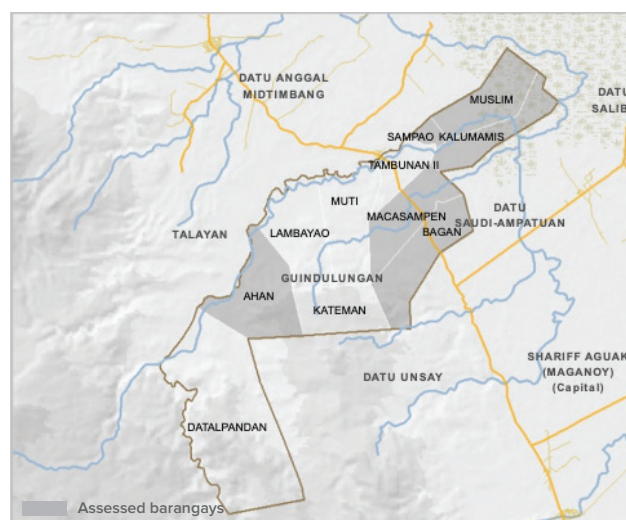 DATU ANGGAL
MIDTIMBANG
MUSLIM
DATU
SALIB
SAMPAO KALUMAMIS
TAMBUNAN II
MUTI
MACASAMPEN
DATU
SAUDI-AMPATUAN
TALAYAN
LAMBAYAO
BAGAN
GUINDULUNGAN
AHAN
KATEMAN
SHARIFF AGUAK
(MAGANOY)
(Capital)
DATU UNSAY
DATALPANDAN
Assessed barangays